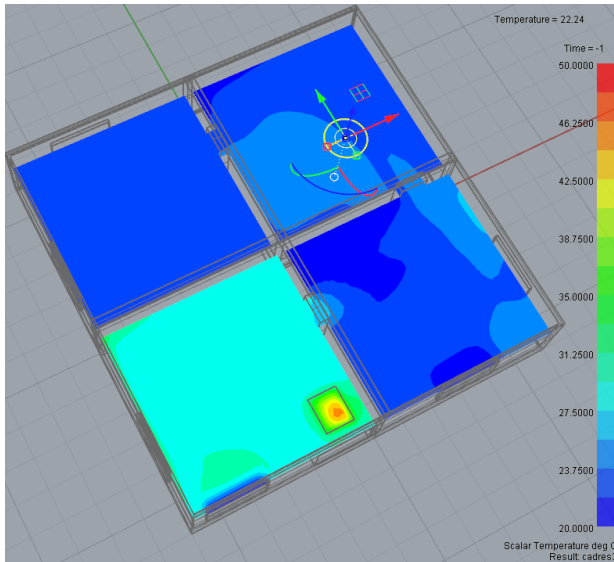 Temperature = 22.24
Time = -1
50.0000
46.2500
42.5000
38.7500
35.0000
31.2500
27.5000
23.7500
20.0000
Scalar Temperature deg C
Result: cadres